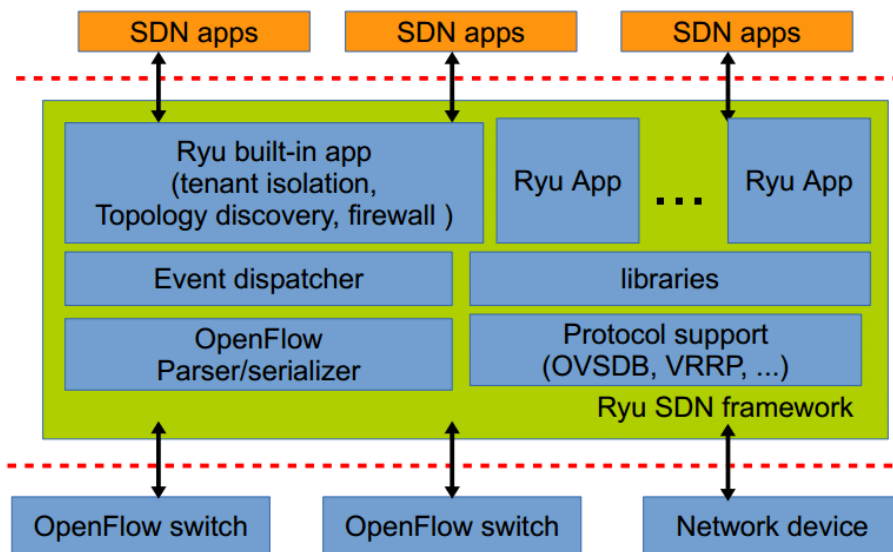 SDN apps
SDN apps
SDN apps
Ryu built-in app
(tenant isolation,
Topology discovery, firewall )
Ryu App
...
Ryu App
Event dispatcher
libraries
OpenFlow
Parser/serializer
Protocol support
(OVSDB, VRRP, ...)
Ryu SDN framework
OpenFlow switch
OpenFlow switch
Network device